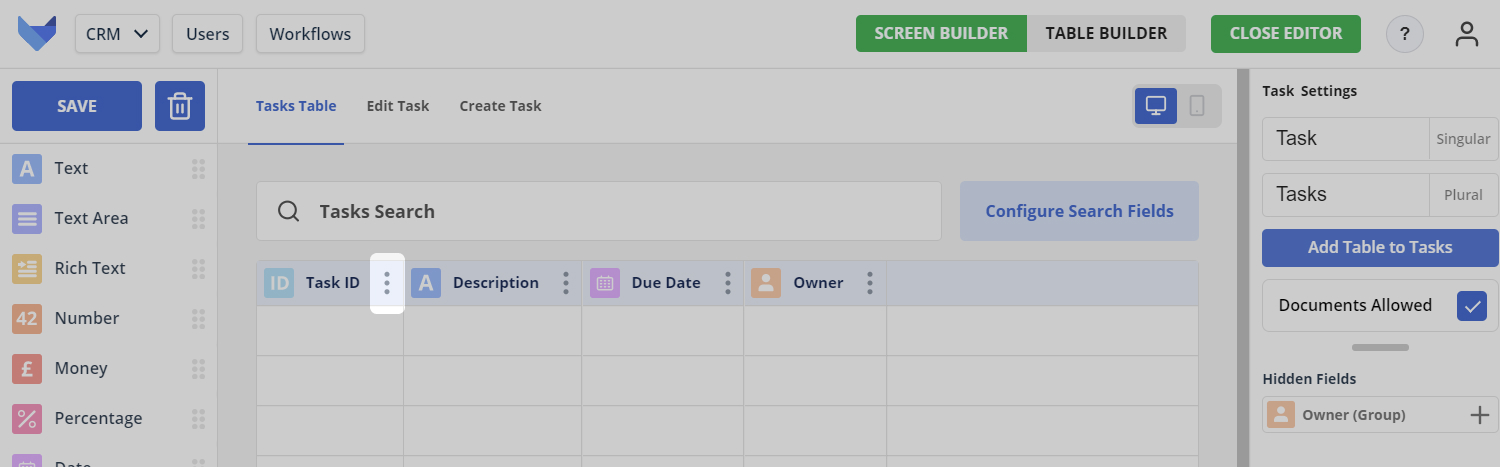 CRM
Users
Workflows
SCREEN BUILDER
TABLE BUILDER
CLOSE EDITOR
?
SAVE
Tasks Table
Edit Task
Create Task
Task Settings
A Text
Text Area
Rich Text
42 Number
£ Money
% Percentage
Date
Tasks Search
Configure Search Fields
ID Task ID
A Description
Due Date
Owner
Task
Singular
Tasks
Plural
Add Table to Tasks
Documents Allowed
Hidden Fields
Owner (Group)